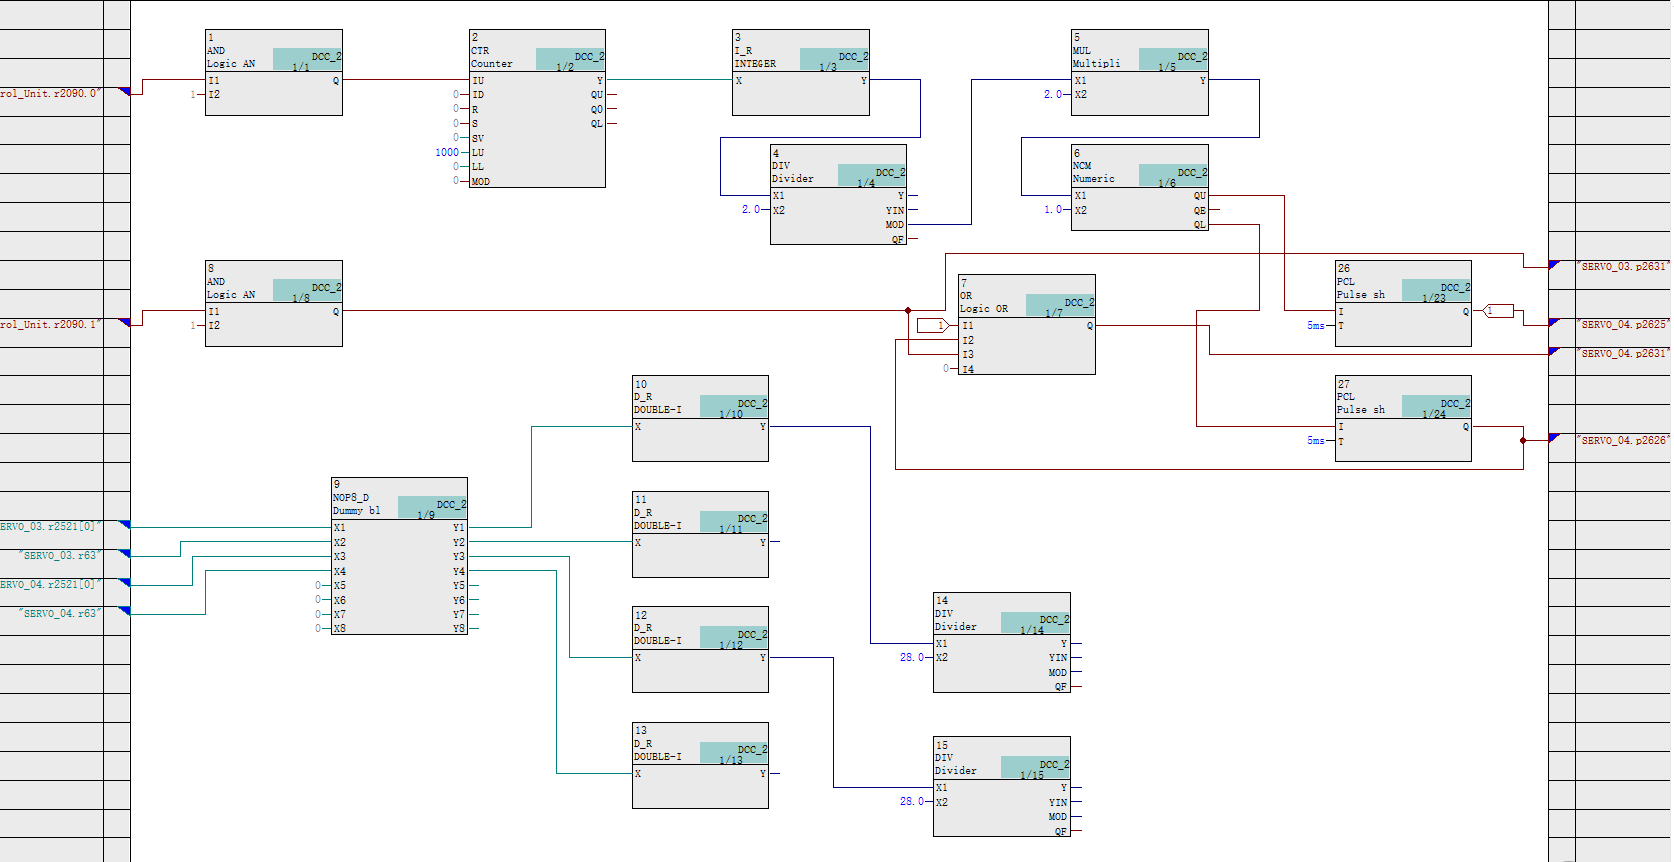 1
AND
Logic AN
DCC_2
1/1
I1
Q
1
I2
rol_Unit.r2090.0"
2
CTR
Counter
DCC_2
1/2
IU
Y
0
ID
QU
0
R
QO
0
S
QL
0
SV
1000
LU
0
LL
0
MOD
3
I_R
INTEGER
DCC_2
1/3
X
Y
4
DIV
Divider
DCC_2
1/4
X1
Y
2.0
X2
YIN
MOD
QF
5
MUL
Multipli
DCC_2
1/5
X1
Y
2.0
X2
6
NCM
Numeric
DCC_2
1/6
X1
QU
1.0
X2
QE
QL
8
AND
Logic AN
DCC_2
1/8
I1
Q
1
I2
rol_Unit.r2090.1"
7
OR
Logic OR
DCC_2
1/7
1
I1
Q
I2
I3
0
I4
26
PCL
Pulse sh
DCC_2
1/23
I
Q
1
5ms
T
"SERVO_03.p2631"
"SERVO_04.p2625"
"SERVO_04.p2631"
27
PCL
Pulse sh
DCC_2
1/24
I
Q
5ms
T
"SERVO_04.p2626"
10
D_R
DOUBLE-I
DCC_2
1/10
X
Y
9
NOP8_D
Dummy bl
DCC_2
1/9
X1
Y1
X2
Y2
X3
Y3
X4
Y4
0
X5
Y5
0
X6
Y6
0
X7
Y7
0
X8
Y8
ERVO_03.r2521[0]"
"SERVO_03.r63"
ERVO_04.r2521[0]"
"SERVO_04.r63"
11
D_R
DOUBLE-I
DCC_2
1/11
X
Y
12
D_R
DOUBLE-I
DCC_2
1/12
X
Y
13
D_R
DOUBLE-I
DCC_2
1/13
X
Y
14
DIV
Divider
DCC_2
1/14
X1
Y
28.0
X2
YIN
MOD
QF
15
DIV
Divider
DCC_2
1/15
X1
Y
28.0
X2
YIN
MOD
QF